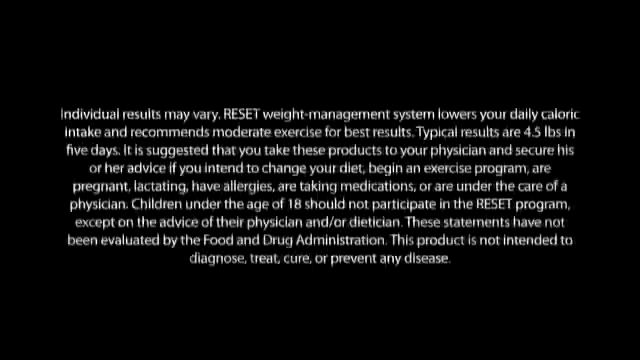 Individual results may vary. RESET weight-management system lowers your daily caloric
intake and recommends moderate exercise for best results. Typical results are 4.5 lbs in
five days. It is suggested that you take these products to your physician and secure his
or her advice if you intend to change your diet, begin an exercise program, are
pregnant, lactating, have allergies, are taking medications, or are under the care of a
physician. Children under the age of 18 should not participate in the RESET program,
except on the advice of their physician and/or dietician. These statements have not
been evaluated by the Food and Drug Administration. This product is not intended to
diagnose, treat, cure, or prevent any disease.